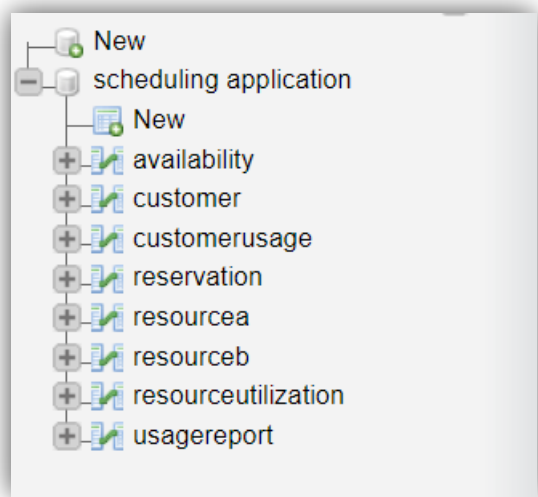 New
scheduling application
New
availability
customer
customerusage
reservation
resourcea
resourceb
resourceutilization
usagereport